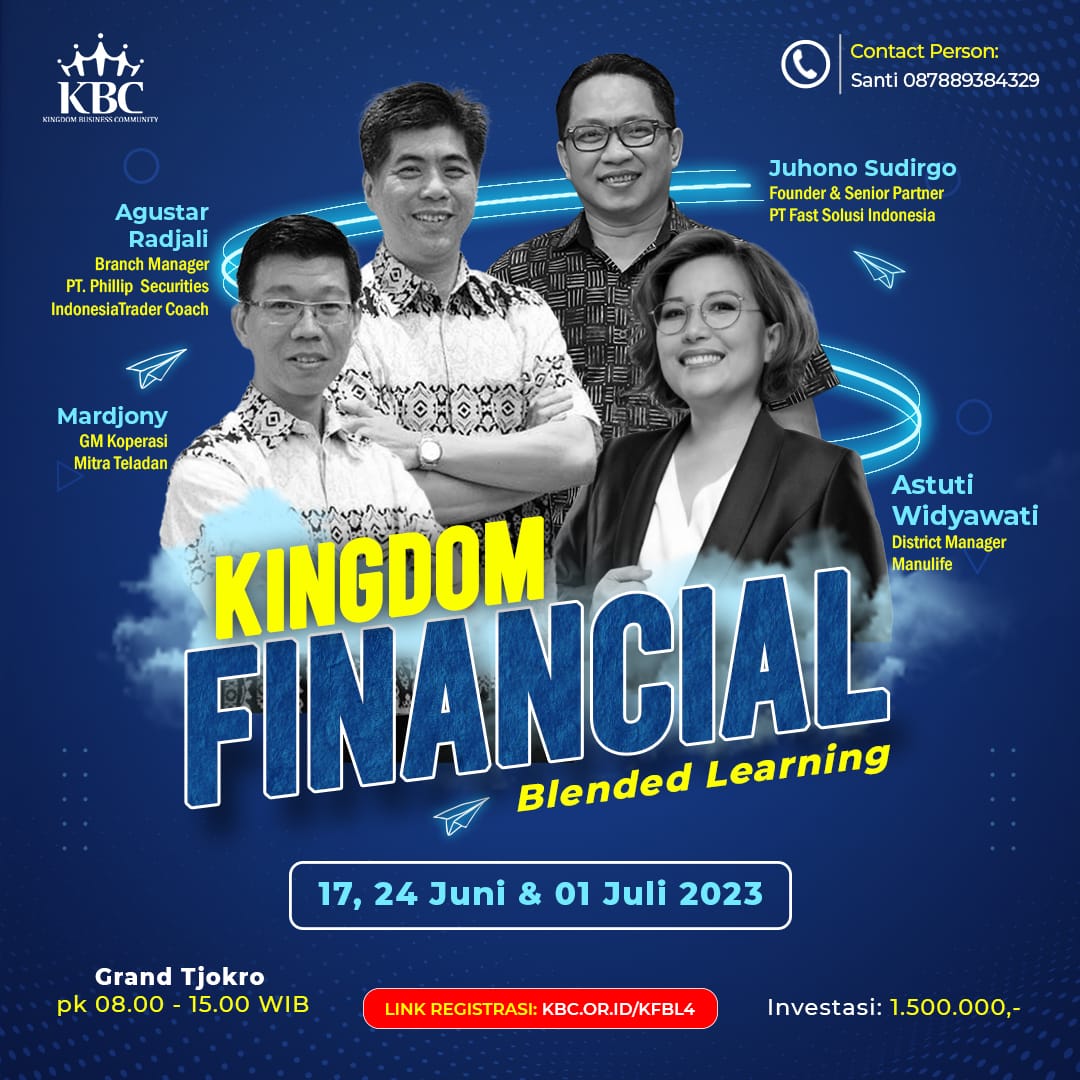 KBC
KINGDOM BUSINESS COMMUNITY
Contact Person:
Santi 087889384329
Juhono Sudirgo
Founder & Senior Partner
PT Fast Solusi Indonesia
Agustar
Radjali
Branch Manager
PT. Phillip Securities
IndonesiaTrader Coach
Mardjony
GM Koperasi
Mitra Teladan
Astuti
Widyawati
District Manager
Manulife
KINGDOM
FINANCIAL
Blended Learning
17, 24 Juni & 01 Juli 2023
Grand Tjokro
pk 08.00 - 15.00 WIB
LINK REGISTRASI: KBC.OR.ID/KFBL4
Investasi: 1.500.000,-